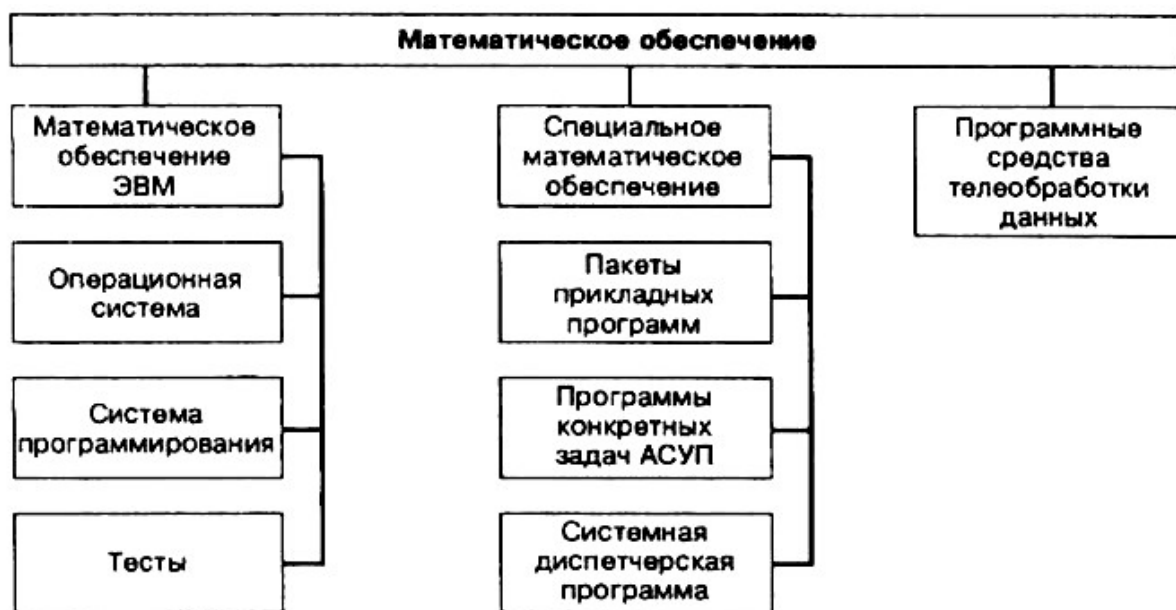 Математическое обеспечение
Математическое
обеспечение
ЭВМ
Операционная
система
Система
программирования
Тесты
Специальное
математическое
обеспечение
Пакеты
прикладных
программ
Программы
конкретных
задач АСУП
Системная
диспетчерская
программа
Программные
средства
телеобработки
данных